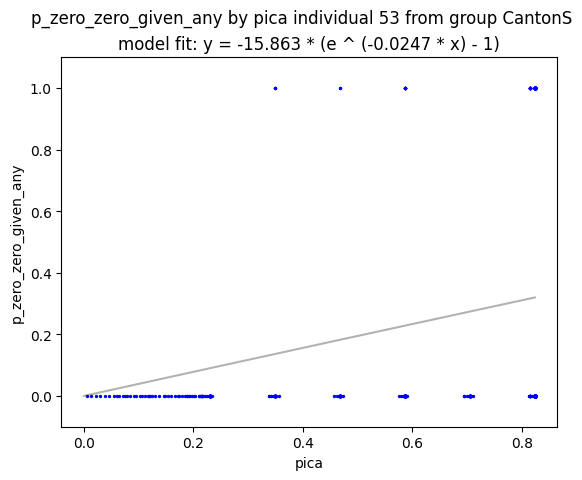 p_zero_zero_given_any by pica individual 53 from group CantonS
model fit: y = -15.863 * (e ^ (-0.0247 * x) - 1)
1.0
0.8
0.6
0.4
0.2
0.0
p_zero_zero_given_any
0.0 0.2 0.4 0.6 0.8
pica